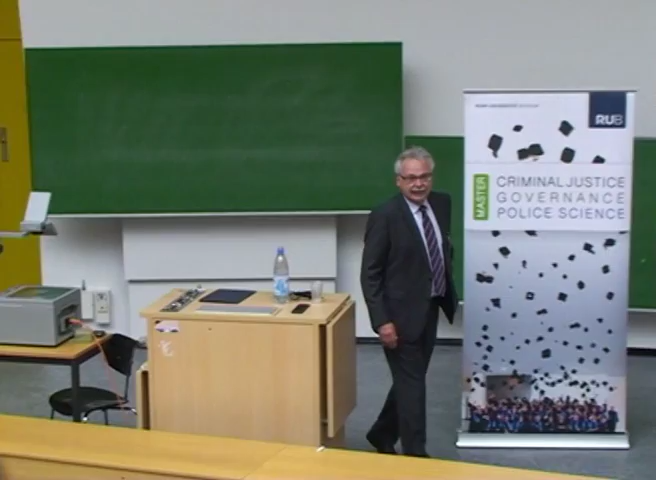 RUB
MASTER
CRIMINAL JUSTICE
GOVERNANCE
POLICE SCIENCE